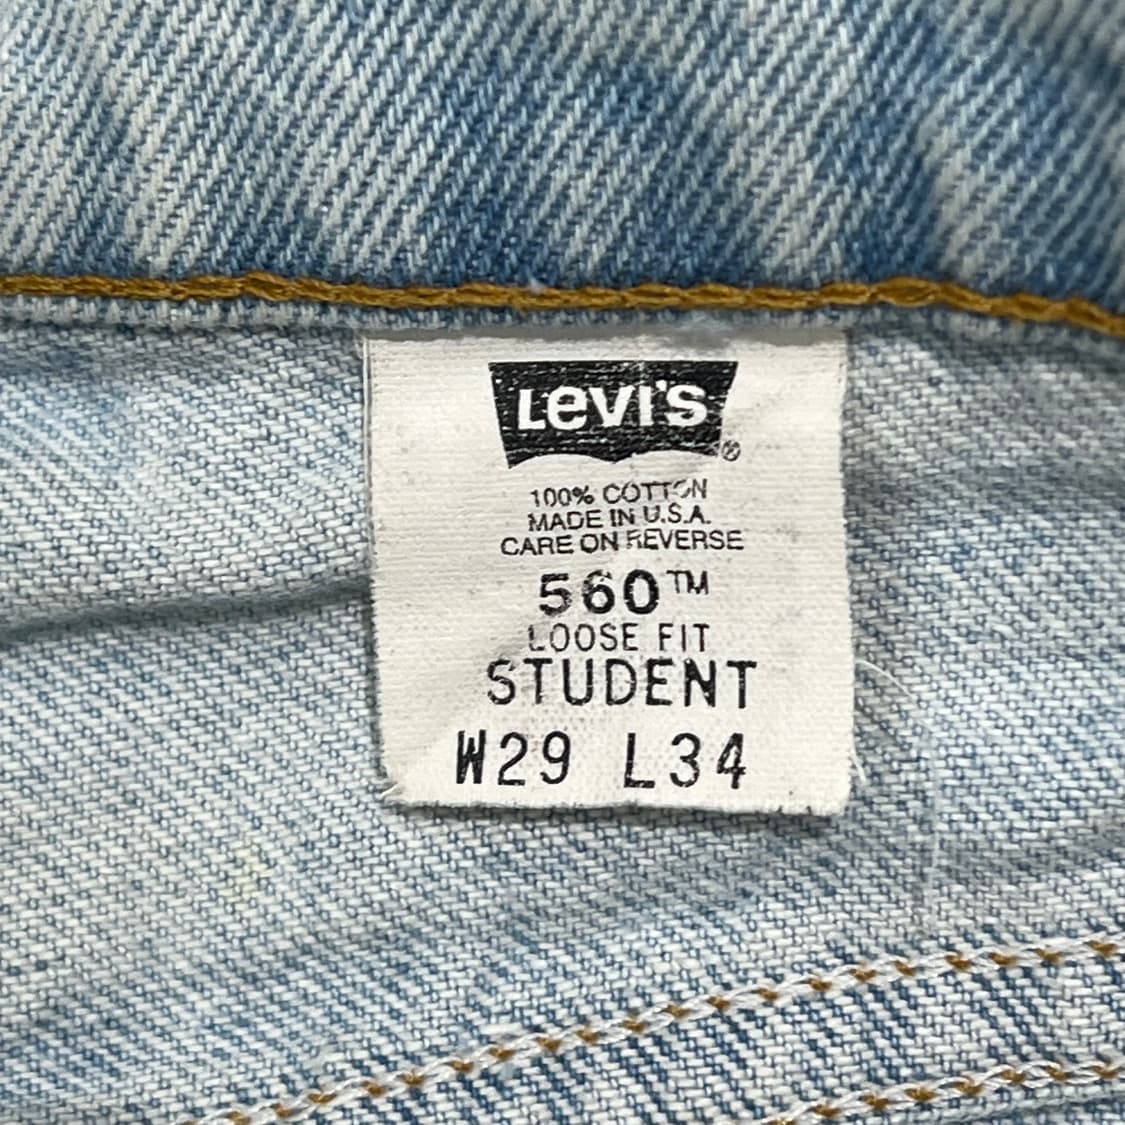 Levi's®
100% COTTON
MADE IN U.S.A.
CARE ON REVERSE
560™
LOOSE FIT
STUDENT
W29 L34